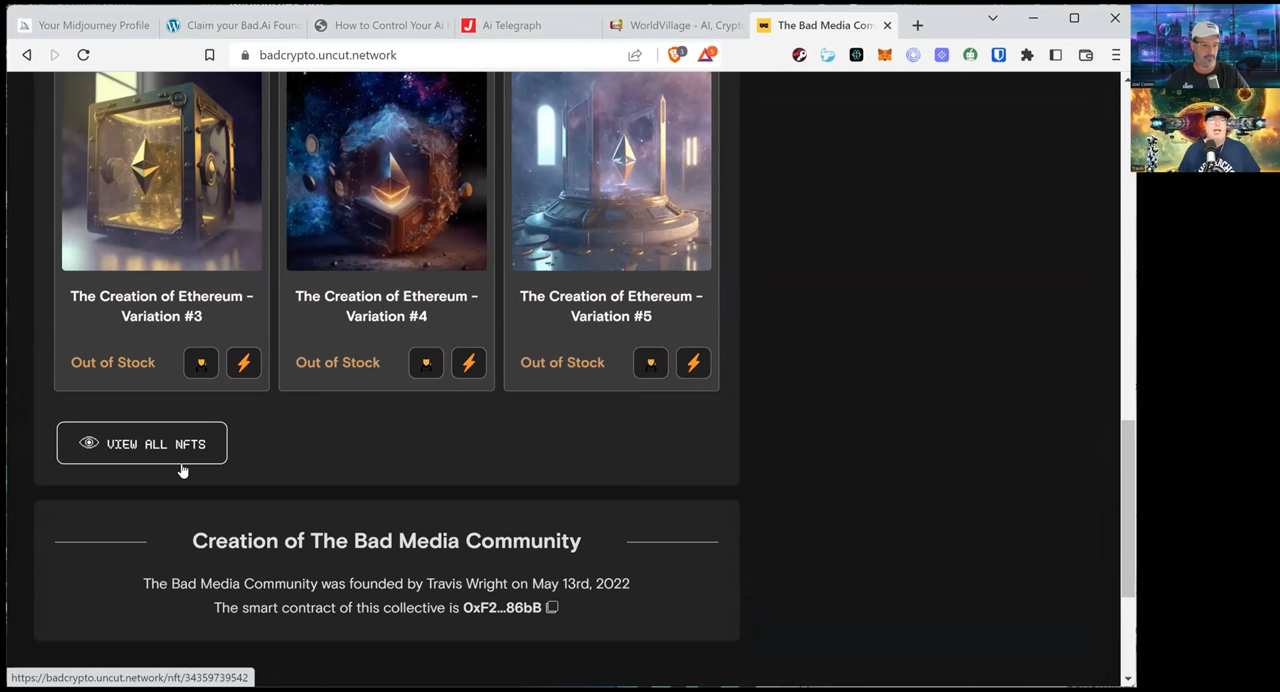 Your Midjourney Profile
Claim your Bad.Ai Foun
How to Control Your Ai
Ai Telegraph
WorldVillage - AI, Crypt
The Bad Media Com
badcrypto.uncut.network
The Creation of Ethereum -
Variation #3
The Creation of Ethereum -
Variation #4
The Creation of Ethereum -
Variation #5
Out of Stock
Out of Stock
Out of Stock
VIEW ALL NFTS
Creation of The Bad Media Community
The Bad Media Community was founded by Travis Wright on May 13rd, 2022
The smart contract of this collective is 0xF2...86bB
https://badcrypto.uncut.network/nft/34359739542
Joel Comm
Travis